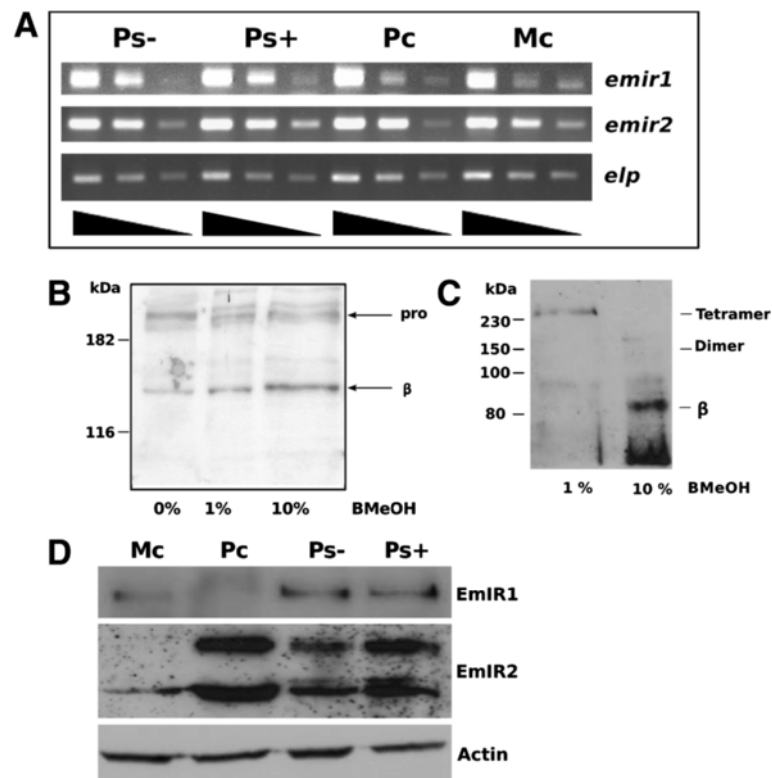 A
Ps- Ps+ Pc Mc
emir1
emir2
elp
B
kDa
182
116
pro
β
0% 1% 10% BMeOH
C
kDa
230
150
100
80
Tetramer
Dimer
β
1 % 10 % BMeOH
D
Mc Pc Ps- Ps+
EmIR1
EmIR2
Actin